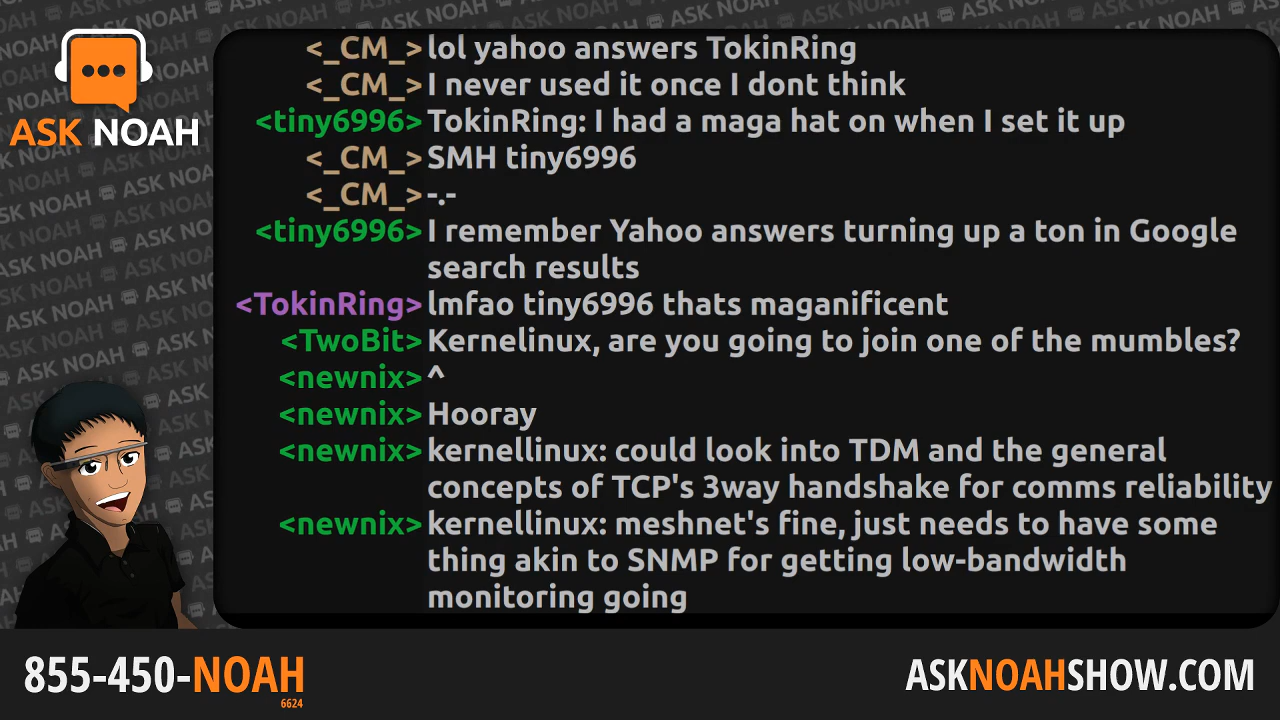 ASK NOAH
<_CM_> lol yahoo answers TokinRing
<_CM_> I never used it once I dont think
<tiny6996> TokinRing: I had a maga hat on when I set it up
<_CM_> SMH tiny6996
<_CM_> -.-
<tiny6996> I remember Yahoo answers turning up a ton in Google
search results
<TokinRing> lmfao tiny6996 thats maganificent
<TwoBit> Kernelinux, are you going to join one of the mumbles?
<newnix> ^
<newnix> Hooray
<newnix> kernellinux: could look into TDM and the general
concepts of TCP's 3way handshake for comms reliability
<newnix> kernellinux: meshnet's fine, just needs to have some
thing akin to SNMP for getting low-bandwidth
monitoring going
855-450-NOAH
6624
ASKNOAHSHOW.COM